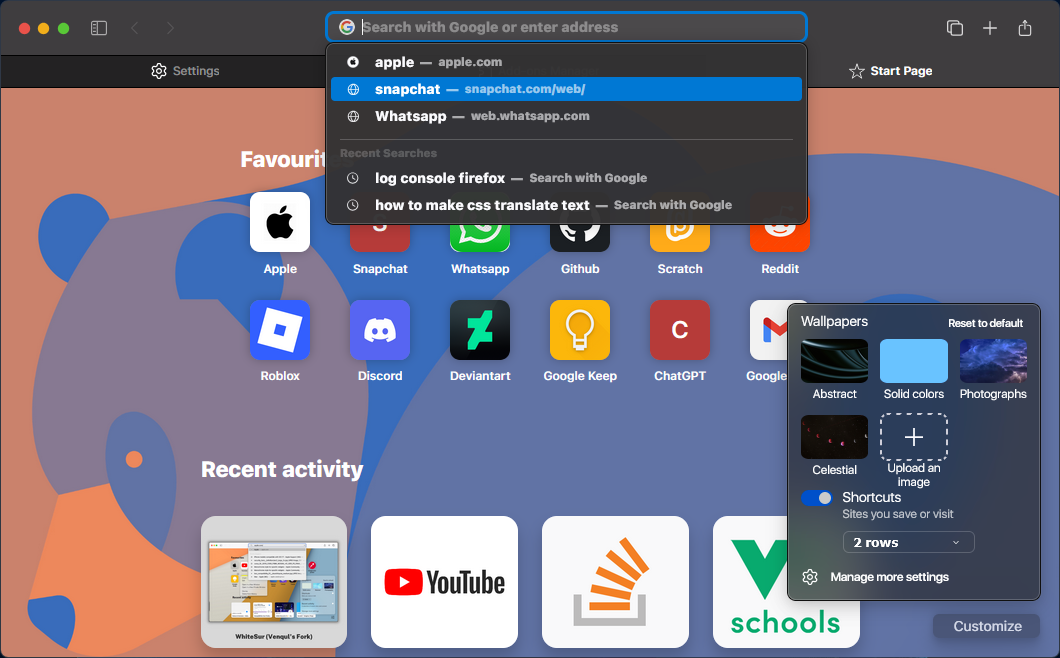 Search with Google or enter address
Settings
Start Page
apple — apple.com
snapchat — snapchat.com/web/
Whatsapp — web.whatsapp.com
Recent Searches
log console firefox — Search with Google
how to make css translate text — Search with Google
Favourit
S
Apple
Snapchat
Whatsapp
Github
Scratch
Reddit
C
Roblox
Discord
Deviantart
Google Keep
ChatGPT
Google
Wallpapers
Reset to default
Abstract
Solid colors
Photographs
Celestial
Upload an
image
Shortcuts
Sites you save or visit
2 rows
Manage more settings
Recent activity
WhiteSur (Venqul's Fork)
YouTube
schools
Customize